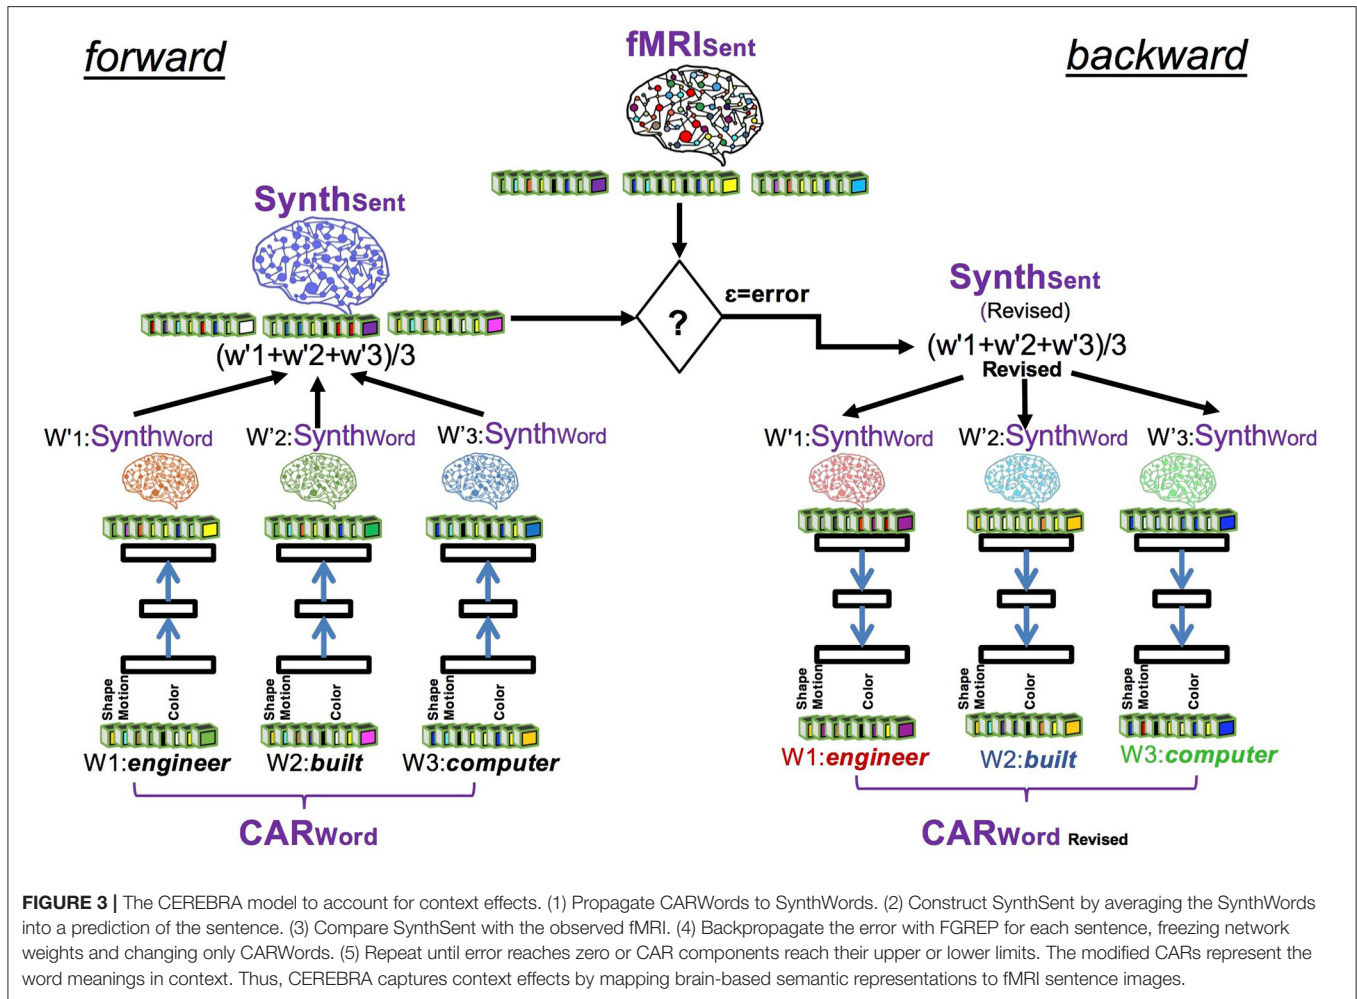 forward
fMRISent
backward
SynthSent
(w'1+w'2+w'3)/3
?
ε=error
SynthSent
(Revised)
(w'1+w'2+w'3)/3
Revised
W'1:SynthWord
W'2:SynthWord
W'3:SynthWord
W'1:SynthWord
W'2:SynthWord
W'3:SynthWord
Shape
Motion
Color
Shape
Motion
Color
Shape
Motion
Color
Shape
Motion
Color
Shape
Motion
Color
Shape
Motion
Color
W1:engineer
W2:built
W3:computer
W1:engineer
W2:built
W3:computer
CARWord
CARWord Revised
FIGURE 3 | The CEREBRA model to account for context effects. (1) Propagate CARWords to SynthWords. (2) Construct SynthSent by averaging the SynthWords
into a prediction of the sentence. (3) Compare SynthSent with the observed fMRI. (4) Backpropagate the error with FGREP for each sentence, freezing network
weights and changing only CARWords. (5) Repeat until error reaches zero or CAR components reach their upper or lower limits. The modified CARs represent the
word meanings in context. Thus, CEREBRA captures context effects by mapping brain-based semantic representations to fMRI sentence images.